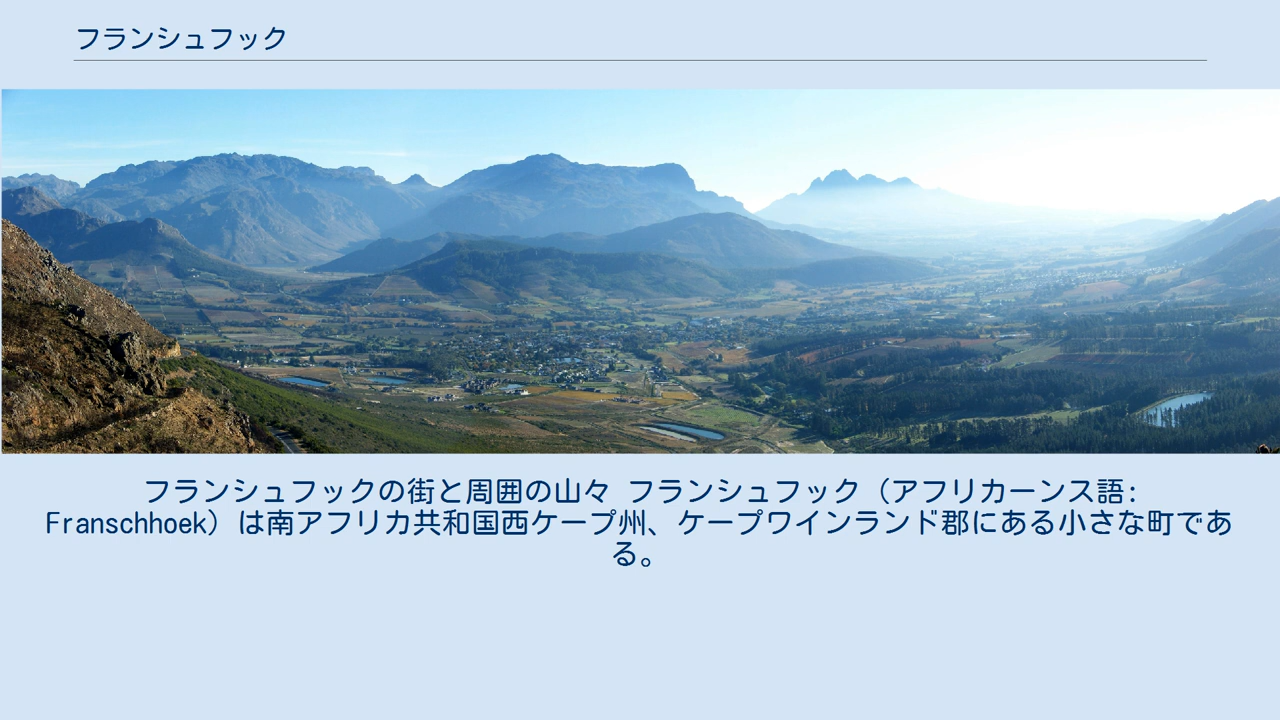 フランシュフック
フランシュフックの街と周囲の山々 フランシュフック（アフリカーンス語:
Franschhoek）は南アフリカ共和国西ケープ州、ケープワインランド郡にある小さな町であ
る。